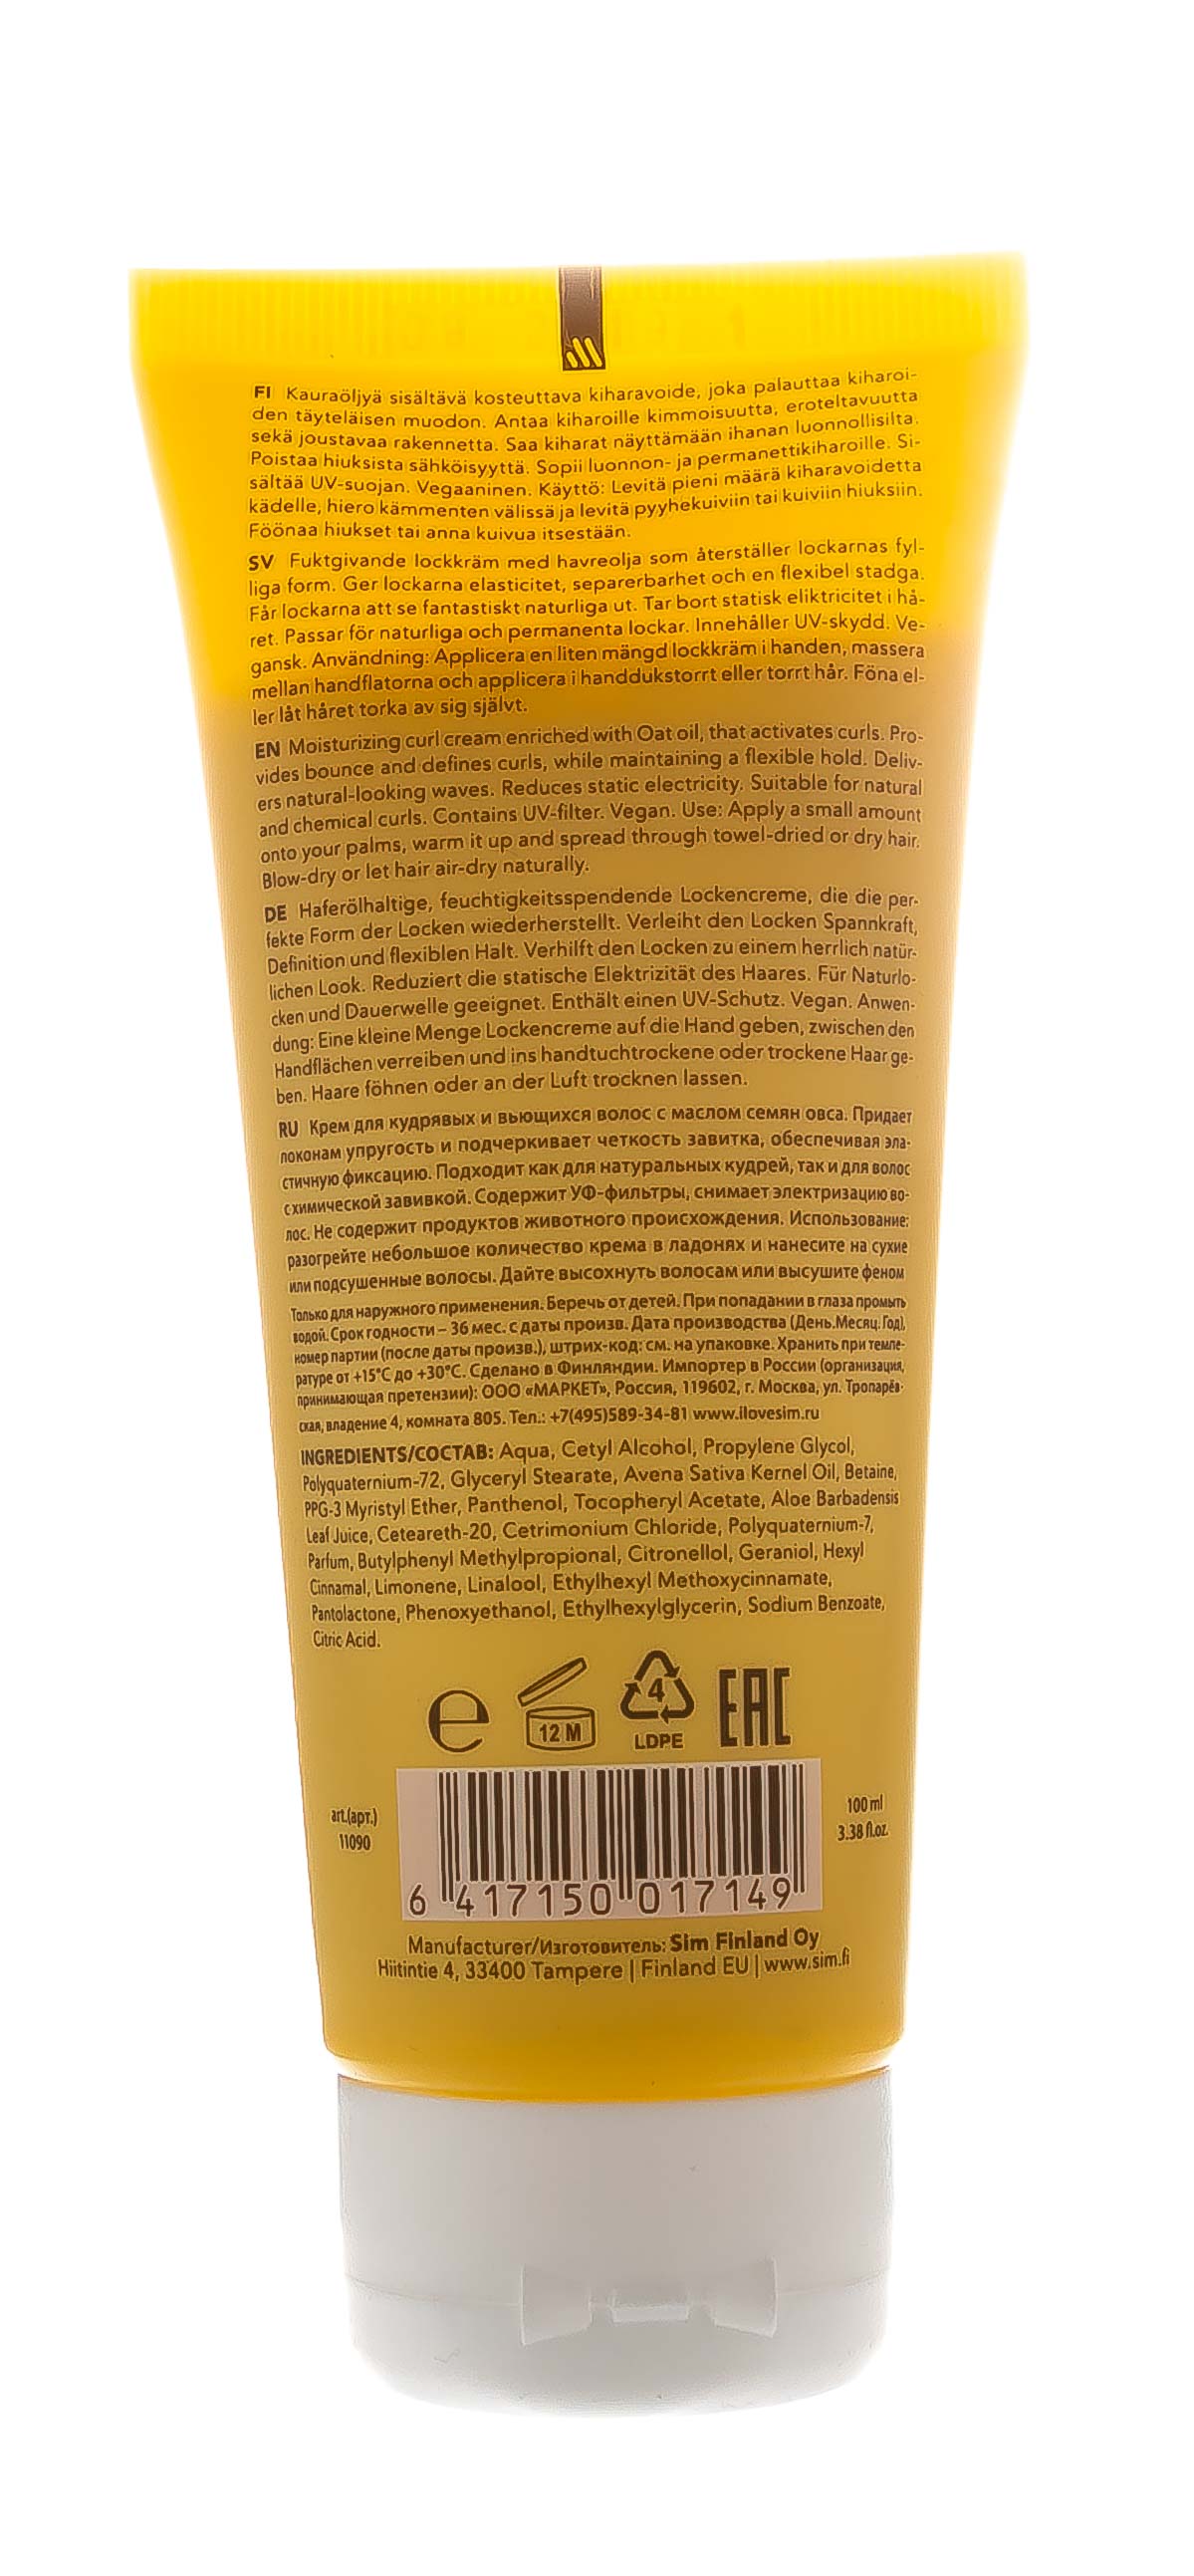 FI Kauraöljyä sisältävä kosteuttava kiharavoide, joka palauttaa kiharoi-
den täyteläisen muodon. Antaa kiharoille kimmoisuutta, eroteltavuutta
sekä joustavaa rakennetta. Saa kiharat näyttämään ihanan luonnollisilta.
Poistaa hiuksista sähköisyyttä. Sopii luonnon- ja permanettikiharoille. Si-
sältää UV-suojan. Vegaaninen. Käyttö: Levitä pieni määrä kiharavoidetta
kädelle, hiero kämmenten välissä ja levitä pyyhekuiviin tai kuiviin hiuksiin.
Föönaa hiukset tai anna kuivua itsestään.
SV Fuktgivande lockkräm med havreolja som återställer lockarnas fyl-
liga form. Ger lockarna elasticitet, separerbarhet och en flexibel stadga.
Får lockarna att se fantastiskt naturliga ut. Tar bort statisk eliktricitet i hå-
ret. Passar för naturliga och permanenta lockar. Innehåller UV-skydd. Ve-
gansk. Användning: Applicera en liten mängd lockkräm i handen, massera
mellan handflatorna och applicera i handdukstorrt eller torrt hår. Föna el-
ler låt håret torka av sig självt.
EN Moisturizing curl cream enriched with Oat oil, that activates curls. Pro-
vides bounce and defines curls, while maintaining a flexible hold. Deliv-
ers natural-looking waves. Reduces static electricity. Suitable for natural
and chemical curls. Contains UV-filter. Vegan. Use: Apply a small amount
onto your palms, warm it up and spread through towel-dried or dry hair.
Blow-dry or let hair air-dry naturally.
DE Haferölhaltige, feuchtigkeitsspendende Lockencreme, die die per-
fekte Form der Locken wiederherstellt. Verleiht den Locken Spannkraft,
Definition und flexiblen Halt. Verhilft den Locken zu einem herrlich natür-
lichen Look. Reduziert die statische Elektrizität des Haares. Für Naturlo-
cken und Dauerwelle geeignet. Enthält einen UV-Schutz. Vegan. Anwen-
dung: Eine kleine Menge Lockencreme auf die Hand geben, zwischen den
Handflächen verreiben und ins handtuchtrockene oder trockene Haar ge-
ben. Haare föhnen oder an der Luft trocknen lassen.
RU Крем для кудрявых и вьющихся волос с маслом семян овса. Придает
локонам упругость и подчеркивает четкость завитка, обеспечивая эла-
стичную фиксацию. Подходит как для натуральных кудрей, так и для волос
с химической завивкой. Содержит УФ-фильтры, снимает электризацию во-
лос. Не содержит продуктов животного происхождения. Использование:
разогрейте небольшое количество крема в ладонях и нанесите на сухие
или подсушенные волосы. Дайте высохнуть волосам или высушите феном
Только для наружного применения. Беречь от детей. При попадании в глаза промыть
водой. Срок годности – 36 мес. с даты произв. Дата производства (День.Месяц.Год),
номер партии (после даты произв.), штрих-код: см. на упаковке. Хранить при темпе-
ратуре от +15°C до +30°C. Сделано в Финляндии. Импортер в России (организация,
принимающая претензии): ООО «МАРКЕТ», Россия, 119602, г. Москва, ул. Тропарёв-
ская, владение 4, комната 805. Тел.: +7(495)589-34-81 www.ilovesim.ru
INGREDIENTS/СОСТАВ: Aqua, Cetyl Alcohol, Propylene Glycol,
Polyquaternium-72, Glyceryl Stearate, Avena Sativa Kernel Oil, Betaine,
PPG-3 Myristyl Ether, Panthenol, Tocopheryl Acetate, Aloe Barbadensis
Leaf Juice, Ceteareth-20, Cetrimonium Chloride, Polyquaternium-7,
Parfum, Butylphenyl Methylpropional, Citronellol, Geraniol, Hexyl
Cinnamal, Limonene, Linalool, Ethylhexyl Methoxycinnamate,
Pantolactone, Phenoxyethanol, Ethylhexylglycerin, Sodium Benzoate,
Citric Acid.
e 12 M 4 LDPE EAC
art.(арт.)
11090
100 ml
3.38 fl.oz.
6 417150 017149
Manufacturer/Изготовитель: Sim Finland Oy
Hiitintie 4, 33400 Tampere | Finland EU | www.sim.fi